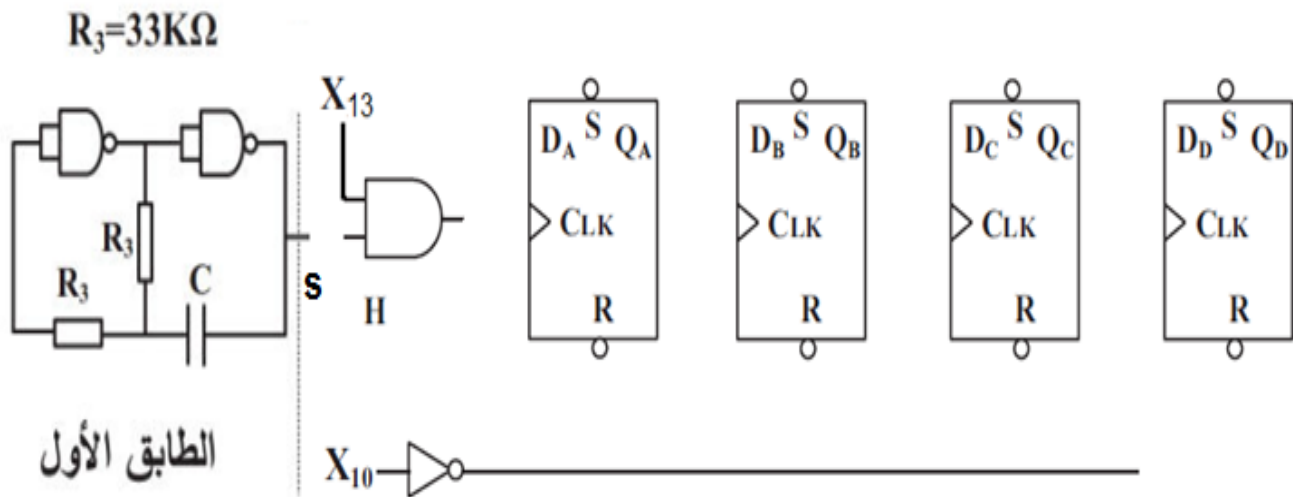 R₃=33KΩ
X₁₃
S
D_A Q_A
CLK
R
S
D_B Q_B
CLK
R
S
D_C Q_C
CLK
R
S
D_D Q_D
CLK
R
R₃
R₃
C
S
H
الطابق الأول
X₁₀